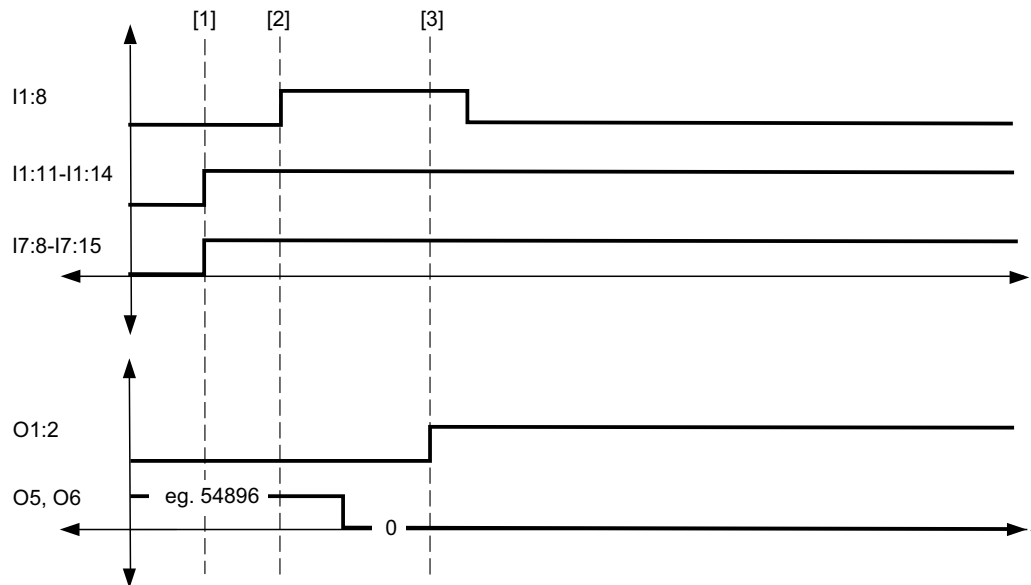 [1] [2] [3]
I1:8
I1:11-I1:14
I7:8-I7:15
O1:2
O5, O6 eg. 54896
0